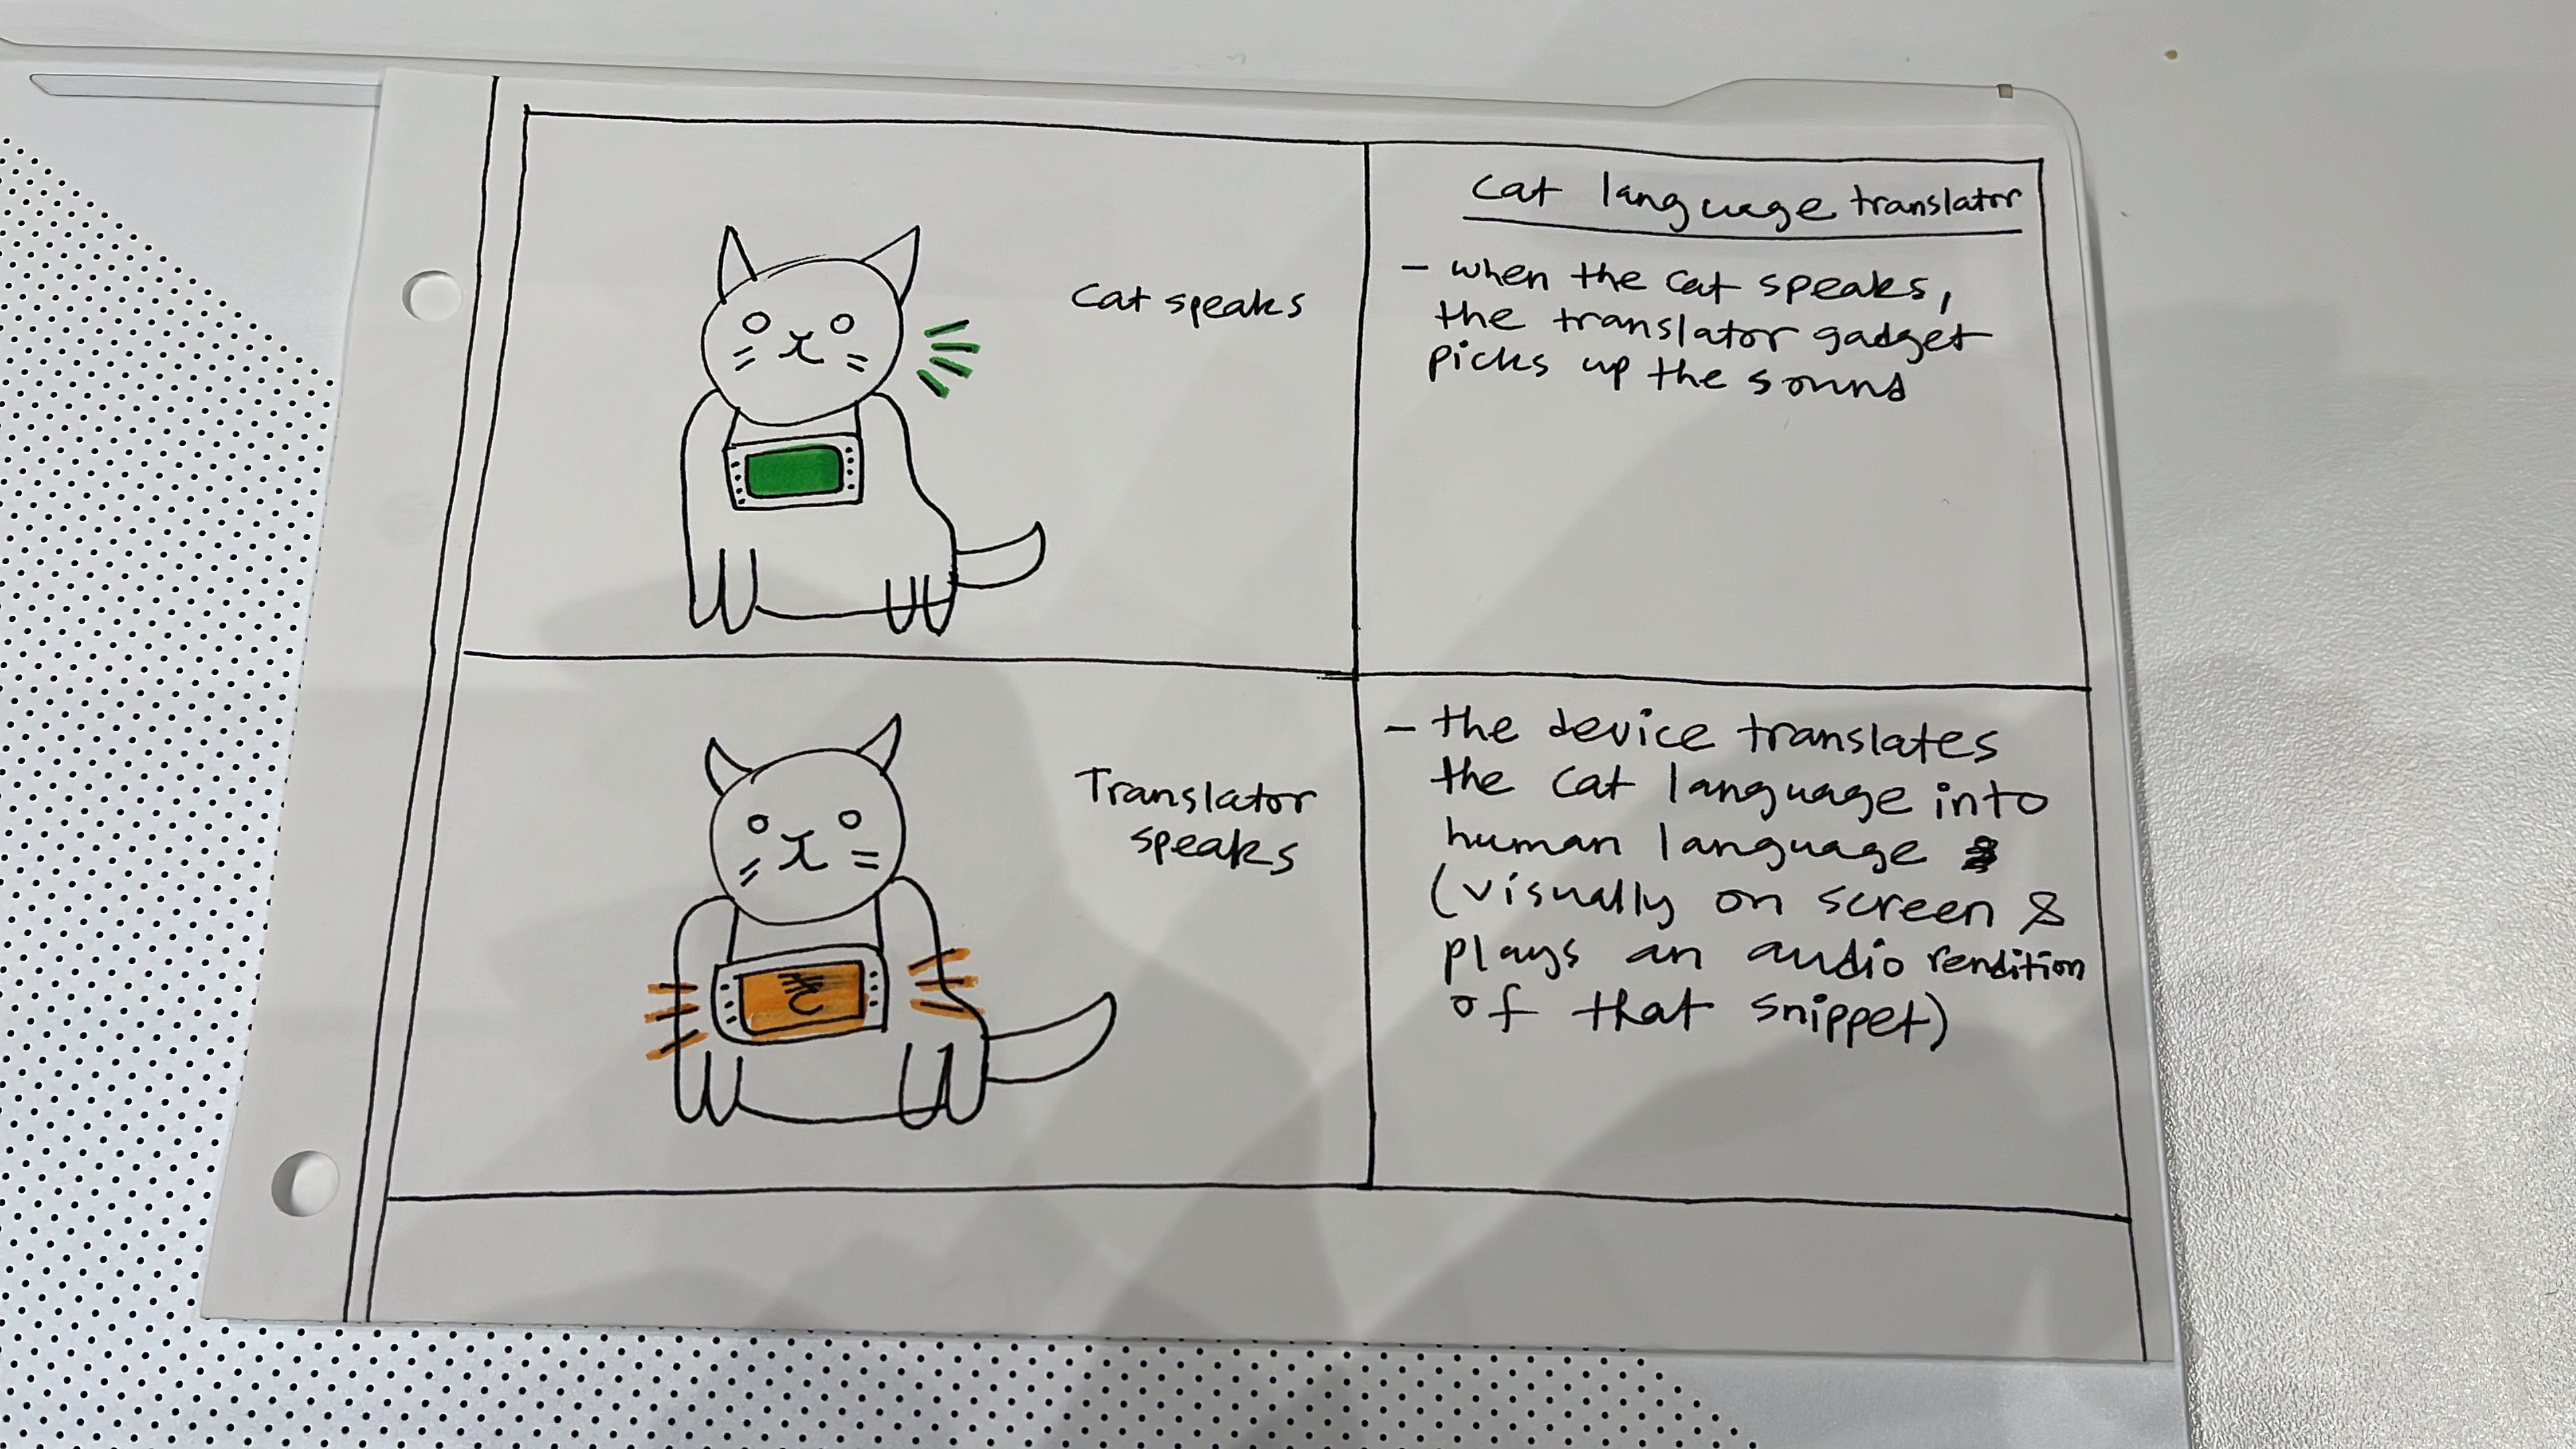 Cat language translator
Cat speaks
- when the cat speaks,
the translator gadget
picks up the sound
Translator
speaks
- the device translates
the cat language into
human language
(visually on screen &
plays an audio rendition
of that snippet)